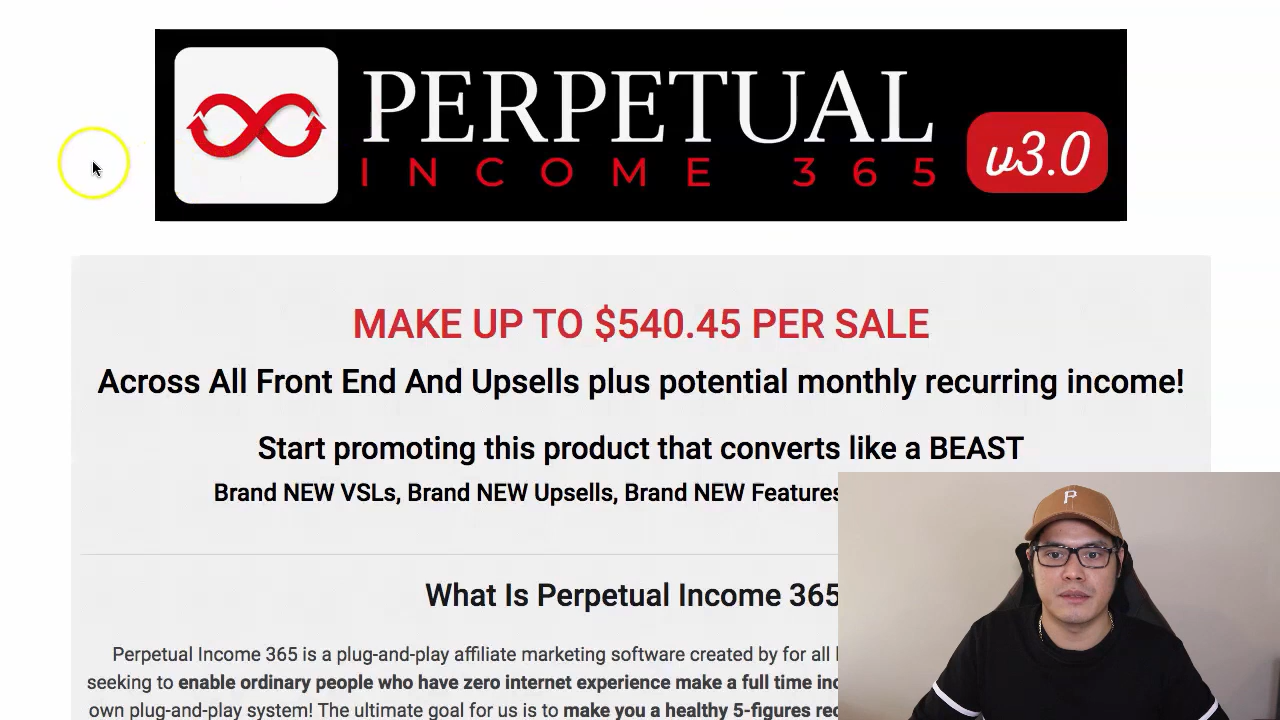 PERPETUAL
INCOME 365
v3.0
MAKE UP TO $540.45 PER SALE
Across All Front End And Upsells plus potential monthly recurring income!
Start promoting this product that converts like a BEAST
Brand NEW VSLs, Brand NEW Upsells, Brand NEW Features
What Is Perpetual Income 365
Perpetual Income 365 is a plug-and-play affiliate marketing software created by for all
seeking to enable ordinary people who have zero internet experience make a full time
own plug-and-play system! The ultimate goal for us is to make you a healthy 5-figures
P